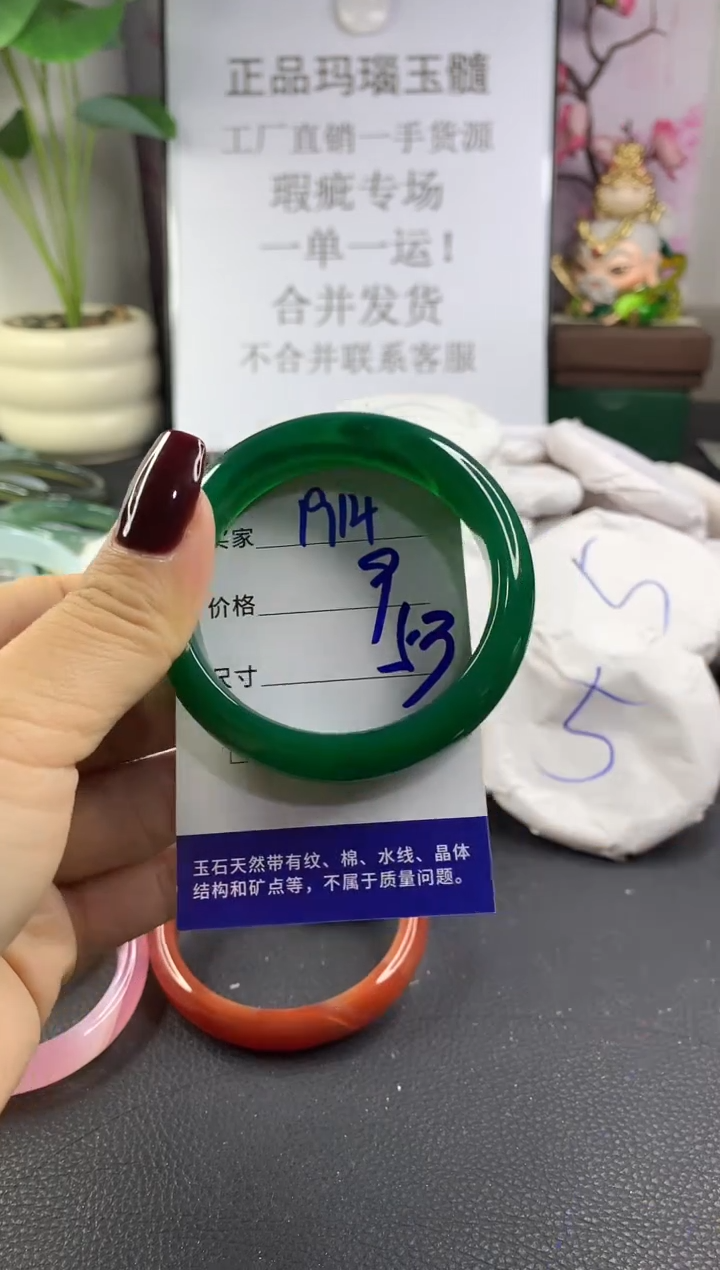 正品玛瑙玉髓
工厂直销一手货源
瑕疵专场
一单一运！
合并发货
不合并联系客服
家 1914
价格 9
尺寸 53
5
5
玉石天然带有纹、棉、水线、晶体
结构和矿点等，不属于质量问题。